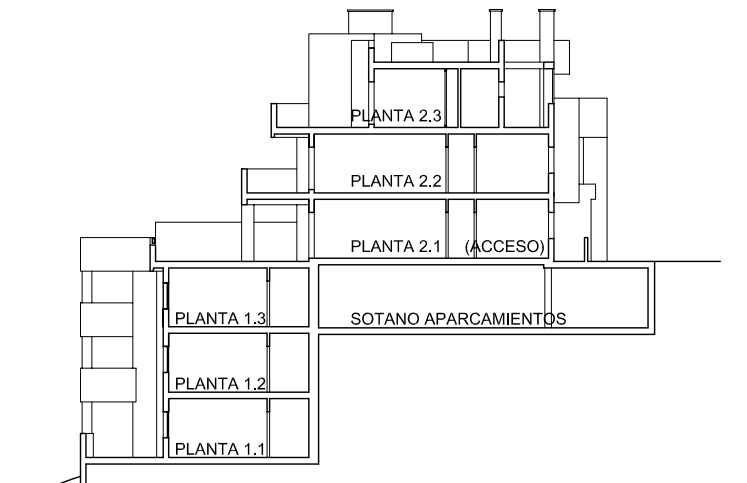 PLANTA 2.3
PLANTA 2.2
PLANTA 2.1 (ACCESO)
PLANTA 1.3 SOTANO APARCAMIENTOS
PLANTA 1.2
PLANTA 1.1